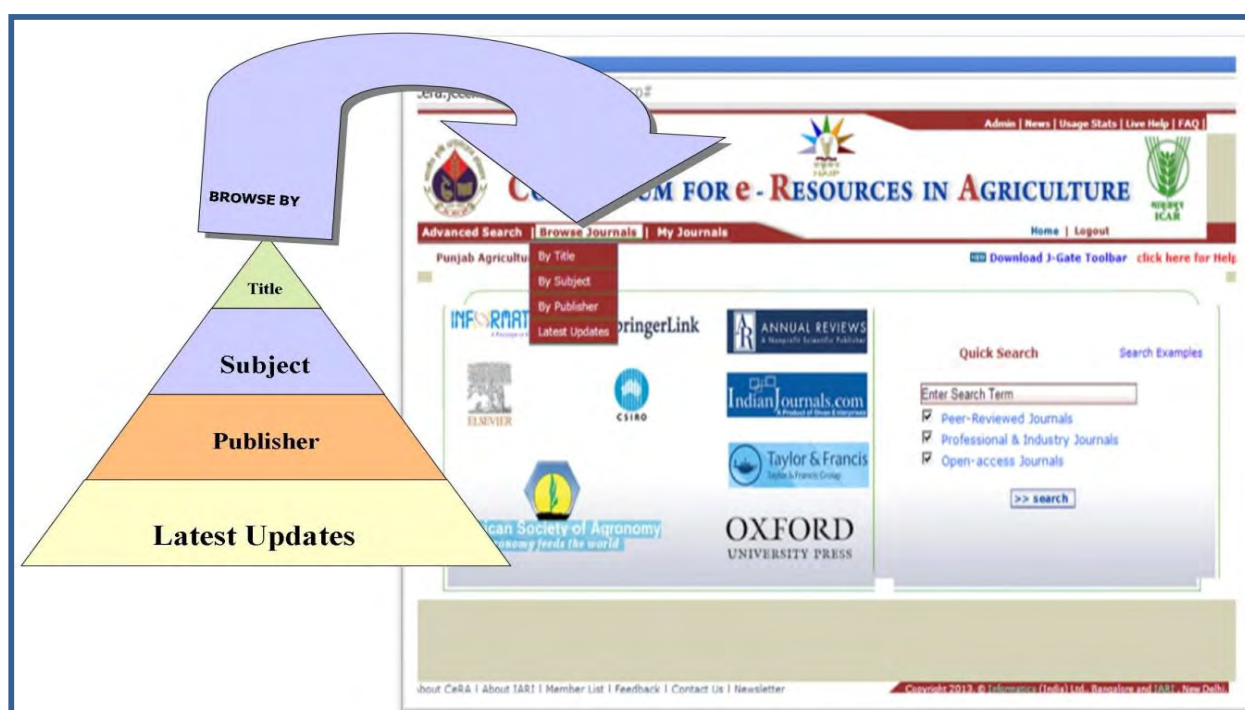 BROWSE BY
Title
Subject
Publisher
Latest Updates
Admin | News | Usage Stats | Live Help | FAQ |
FOR e - RESOURCES IN AGRICULTURE
ICAR
Advanced Search | Browse Journals | My Journals
Home | Logout
Punjab
Download J-Gate Toolbar click here for Help
By Title
By Subject
By Publisher
Latest Updates
ANNUAL REVIEWS
A Nonprofit Scientific Publisher
ELSEVIER
CSIRO
IndianJournals.com
Taylor & Francis
Taylor & Francis Group
Society of Agronomy
feeds the world
OXFORD
UNIVERSITY PRESS
Quick Search
Search Examples
Enter Search Term
Peer-Reviewed Journals
Professional & Industry Journals
Open-access Journals
>> search
bout CeRA | About IARI | Member List | Feedback | Contact Us | Newsletter
Copyright 2013, © Informatics (India) Ltd., Bangalore and IARI, New Delhi.